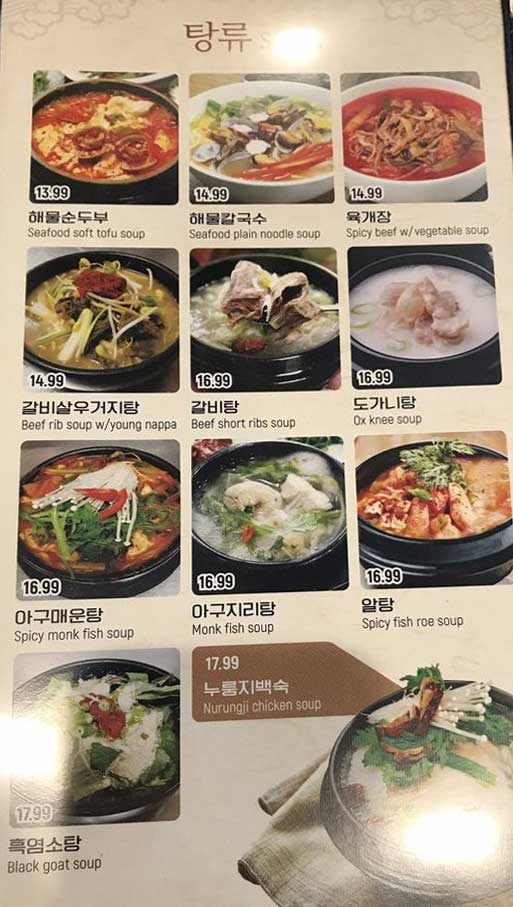 탕류
13.99
해물순두부
Seafood soft tofu soup
14.99
해물칼국수
Seafood plain noodle soup
14.99
육개장
Spicy beef w/vegetable soup
14.99
갈비살우거지탕
Beef rib soup w/young nappa
16.99
갈비탕
Beef short ribs soup
16.99
도가니탕
Ox knee soup
16.99
아구매운탕
Spicy monk fish soup
16.99
아구지리탕
Monk fish soup
16.99
알탕
Spicy fish roe soup
17.99
흑염소탕
Black goat soup
17.99
누룽지백숙
Nurungji chicken soup